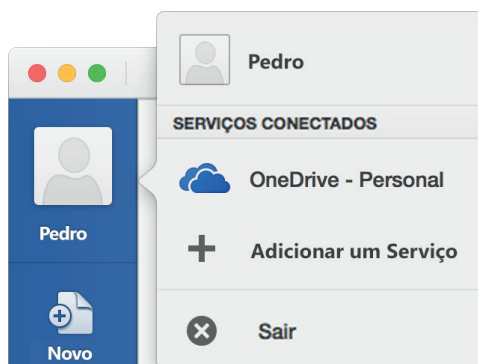 Pedro
SERVIÇOS CONECTADOS
OneDrive - Personal
Adicionar um Serviço
Sair
Pedro
Novo